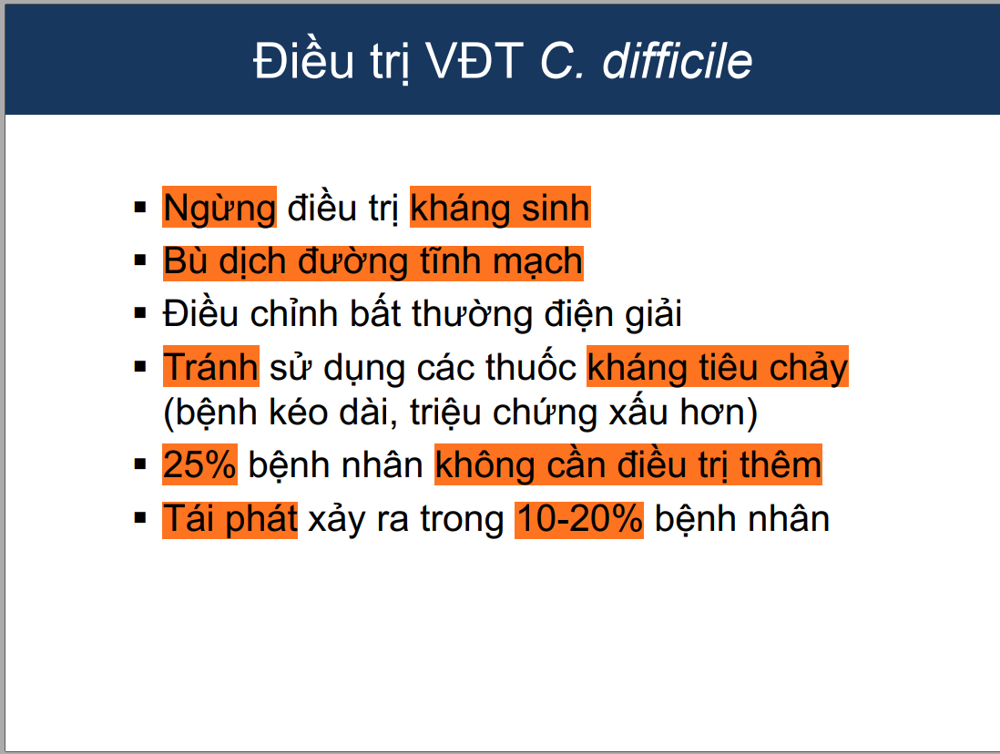 Điều trị VĐT C. difficile
▪ Ngừng điều trị kháng sinh
▪ Bù dịch đường tĩnh mạch
▪ Điều chỉnh bất thường điện giải
▪ Tránh sử dụng các thuốc kháng tiêu chảy
(bệnh kéo dài, triệu chứng xấu hơn)
▪ 25% bệnh nhân không cần điều trị thêm
▪ Tái phát xảy ra trong 10-20% bệnh nhân